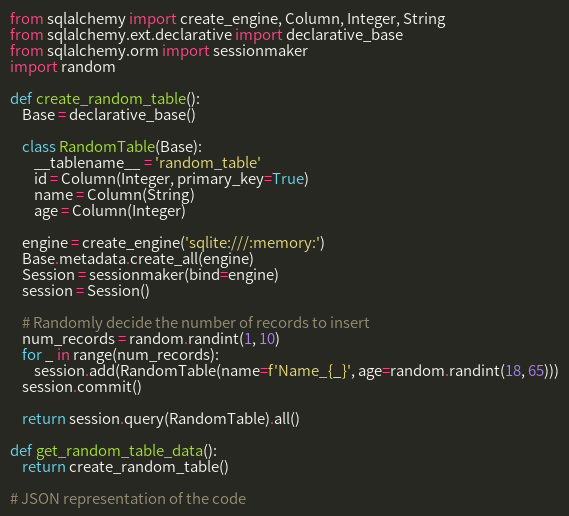 from sqlalchemy import create_engine, Column, Integer, String
from sqlalchemy.ext.declarative import declarative_base
from sqlalchemy.orm import sessionmaker
import random

def create_random_table():
    Base = declarative_base()

    class RandomTable(Base):
        __tablename__ = 'random_table'
        id = Column(Integer, primary_key=True)
        name = Column(String)
        age = Column(Integer)

    engine = create_engine('sqlite:///:memory:')
    Base.metadata.create_all(engine)
    Session = sessionmaker(bind=engine)
    session = Session()

    # Randomly decide the number of records to insert
    num_records = random.randint(1, 10)
    for _ in range(num_records):
        session.add(RandomTable(name=f'Name_{_}', age=random.randint(18, 65)))
    session.commit()

    return session.query(RandomTable).all()

def get_random_table_data():
    return create_random_table()

# JSON representation of the code